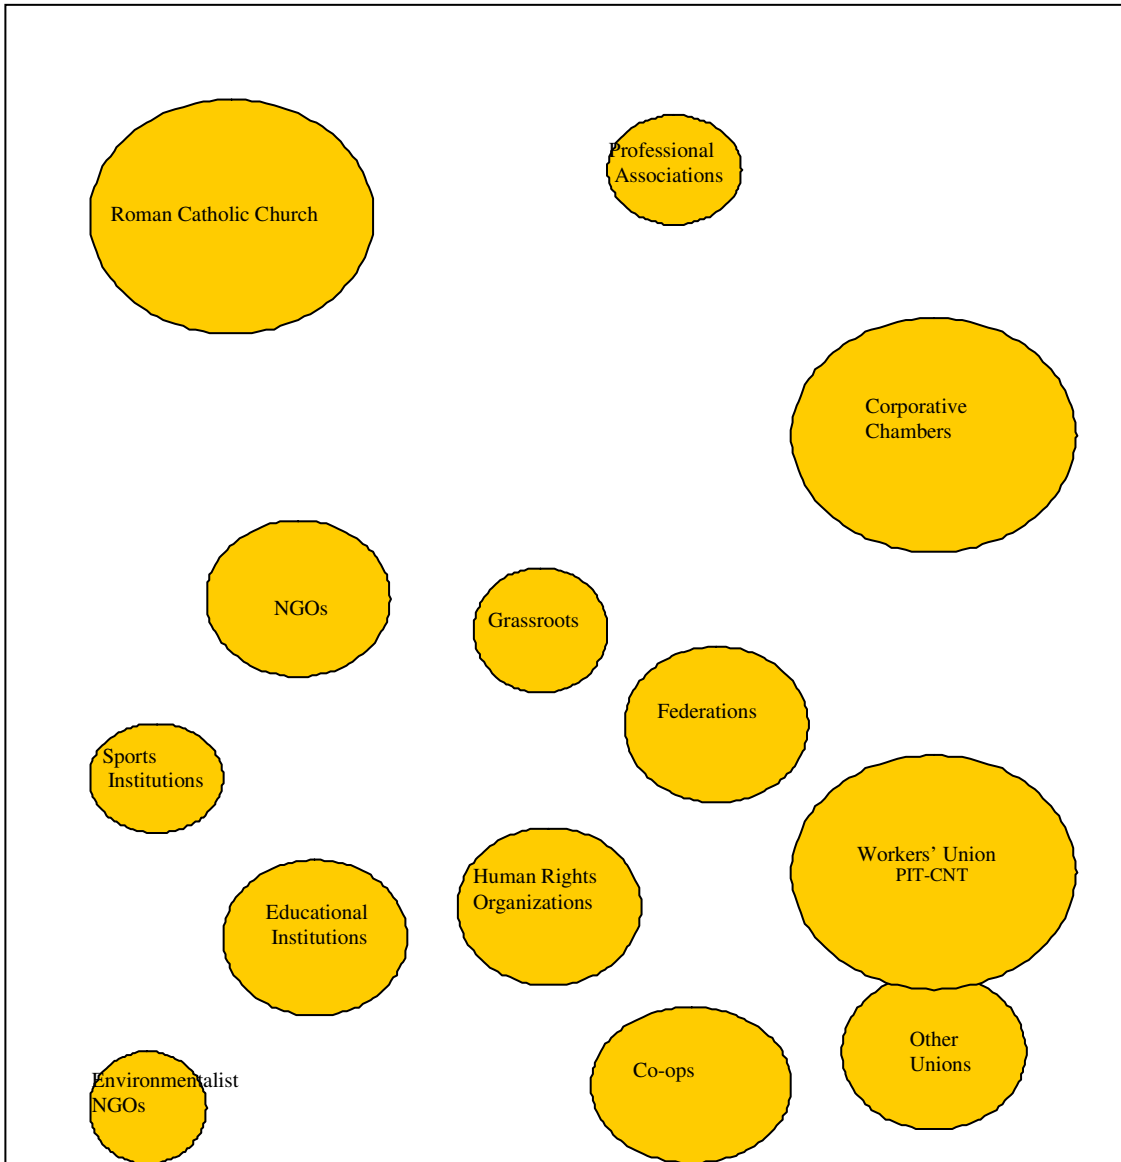 Professional
Associations
Roman Catholic Church
Corporative
Chambers
NGOs
Grassroots
Federations
Sports
Institutions
Workers’ Union
PIT-CNT
Human Rights
Organizations
Educational
Institutions
Other
Unions
Co-ops
Environmentalist
NGOs